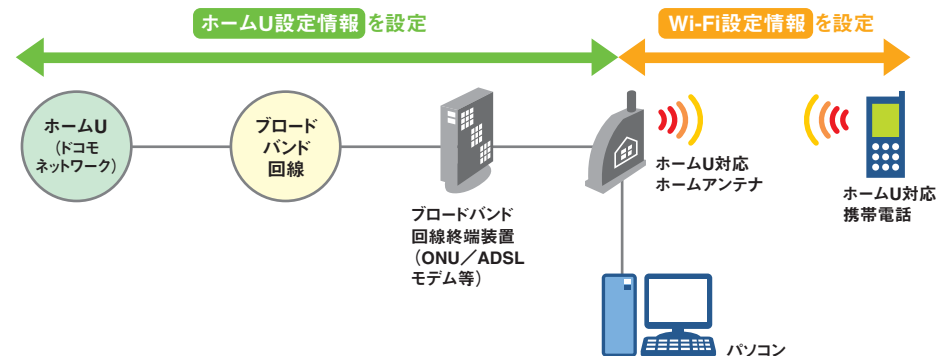 ホームU設定情報を設定
Wi-Fi設定情報を設定
ホームU
（ドコモ
ネットワーク）
ブロード
バンド
回線
ブロードバンド
回線終端装置
（ONU／ADSL
モデム等）
ホームU対応
ホームアンテナ
ホームU対応
携帯電話
パソコン